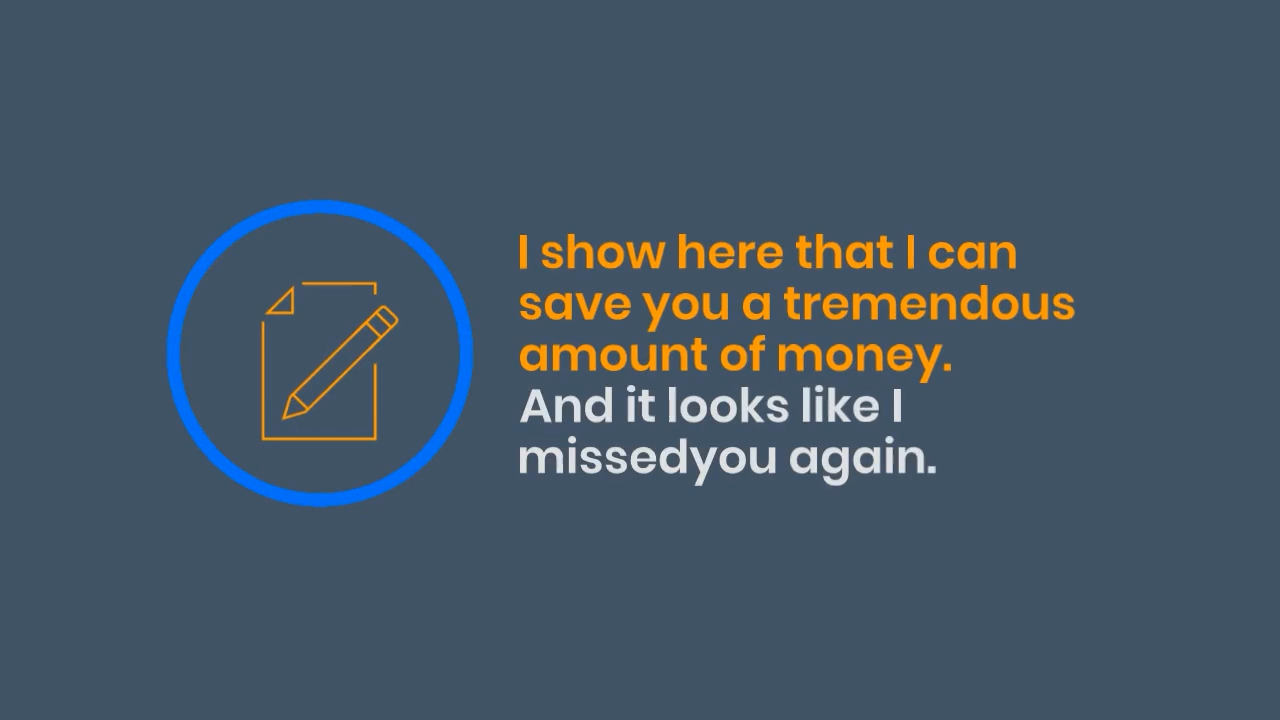 I show here that I can
save you a tremendous
amount of money.
And it looks like I
missedyou again.